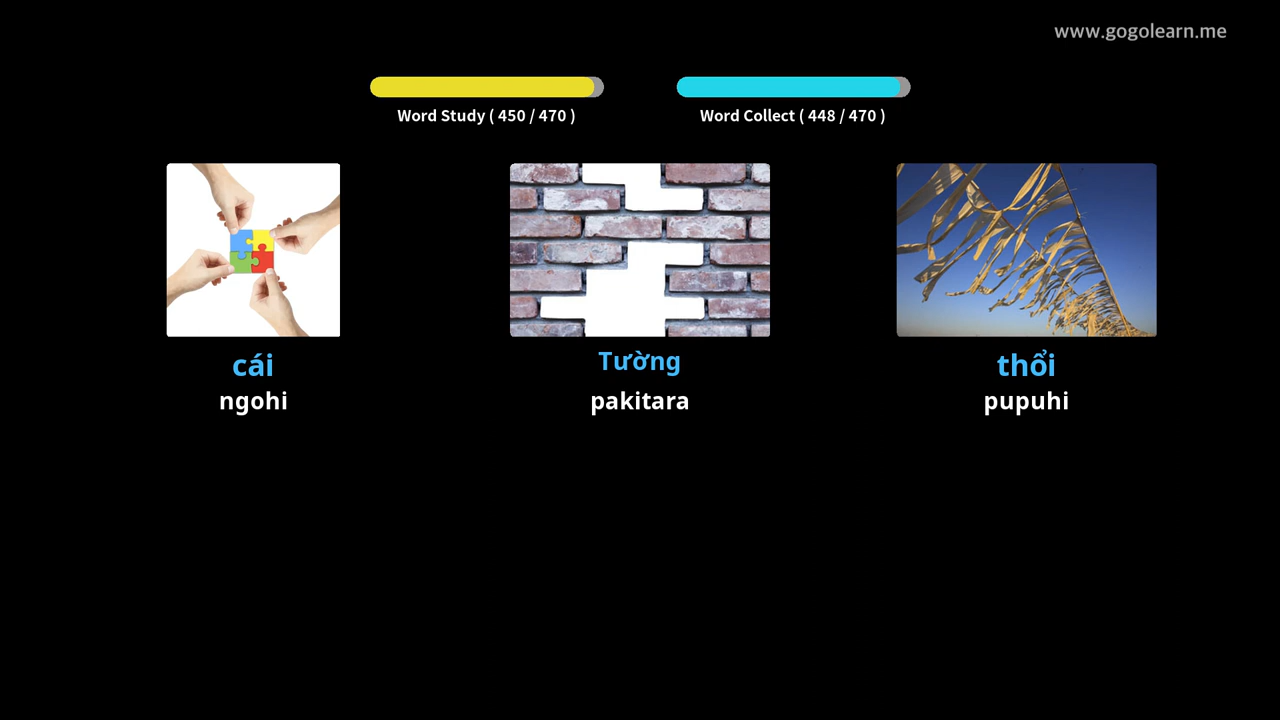 www.gogolearn.me
Word Study ( 450 / 470 )
Word Collect ( 448 / 470 )
cái
ngohi
Tường
pakitara
thổi
pupuhi